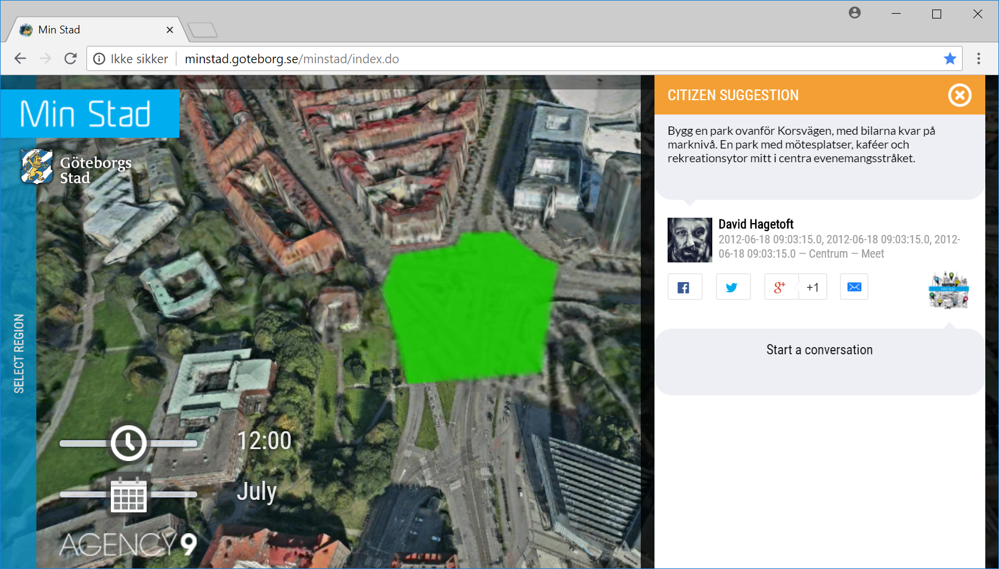 Min Stad
Ikke sikker
minstad.goteborg.se/minstad/index.do
Min Stad
Göteborgs
Stad
SELECT REGION
12:00
July
AGENCY9
CITIZEN SUGGESTION
Bygg en park ovanför Korsvägen, med bilarna kvar på
marknivå. En park med mötesplatser, kaféer och
rekreationsytor mitt i centra evenemangsstråket.
David Hagetoft
2012-06-18 09:03:15.0, 2012-06-18 09:03:15.0, 2012-
06-18 09:03:15.0 — Centrum — Meet
g+
+1
Start a conversation